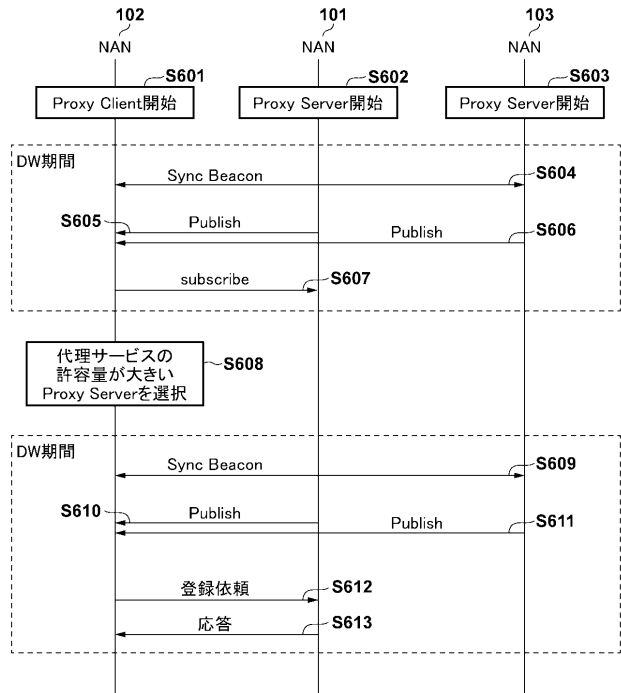 102
101
103
NAN
NAN
NAN
S601
S602
S603
Proxy Client開始
Proxy Server開始
Proxy Server開始
DW期間
Sync Beacon
S604
S605
Publish
Publish
S606
subscribe
S607
代理サービスの
許容量が大きい
Proxy Serverを選択
S608
DW期間
Sync Beacon
S609
S610
Publish
Publish
S611
登録依頼
S612
応答
S613